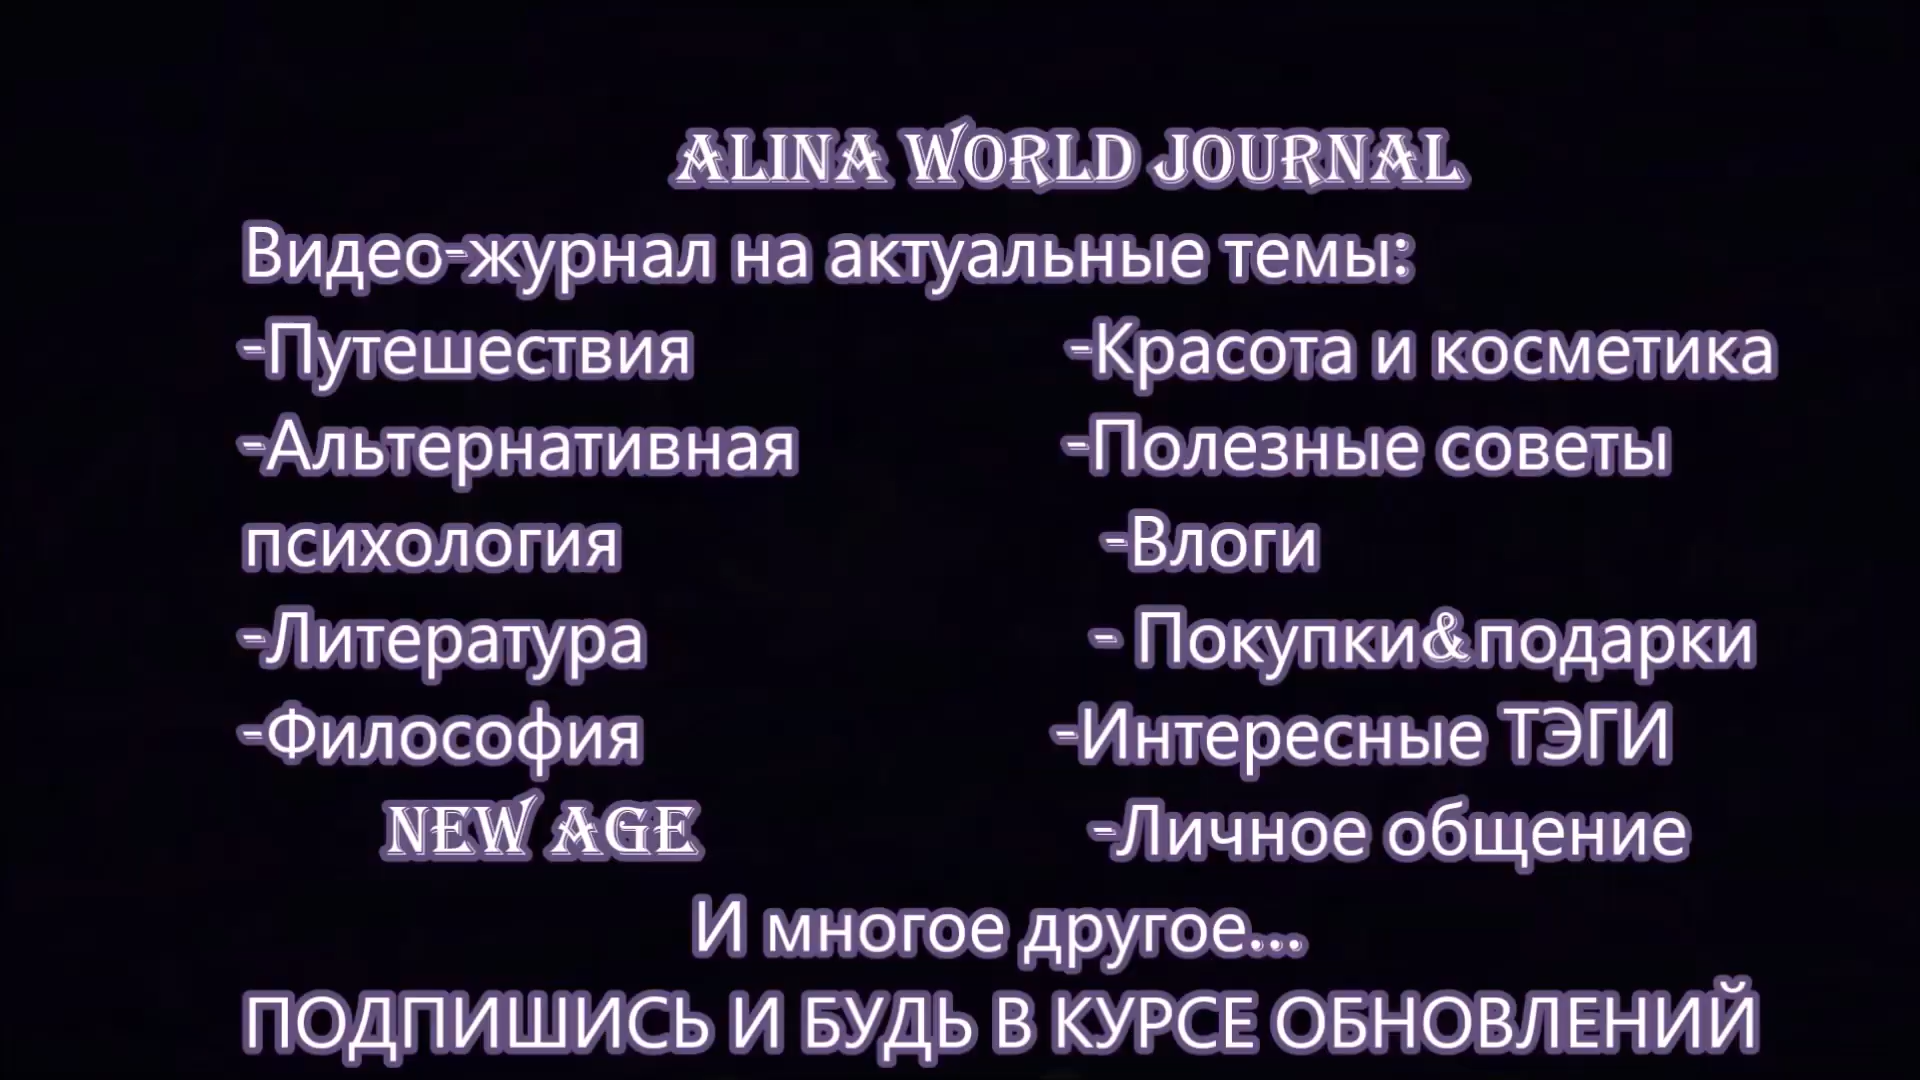 ALINA WORLD JOURNAL
Видео-журнал на актуальные темы:
-Путешествия -Красота и косметика
-Альтернативная -Полезные советы
психология -Влоги
-Литература - Покупки&подарки
-Философия -Интересные ТЭГИ
NEW AGE -Личное общение
И многое другое...
ПОДПИШИСЬ И БУДЬ В КУРСЕ ОБНОВЛЕНИЙ